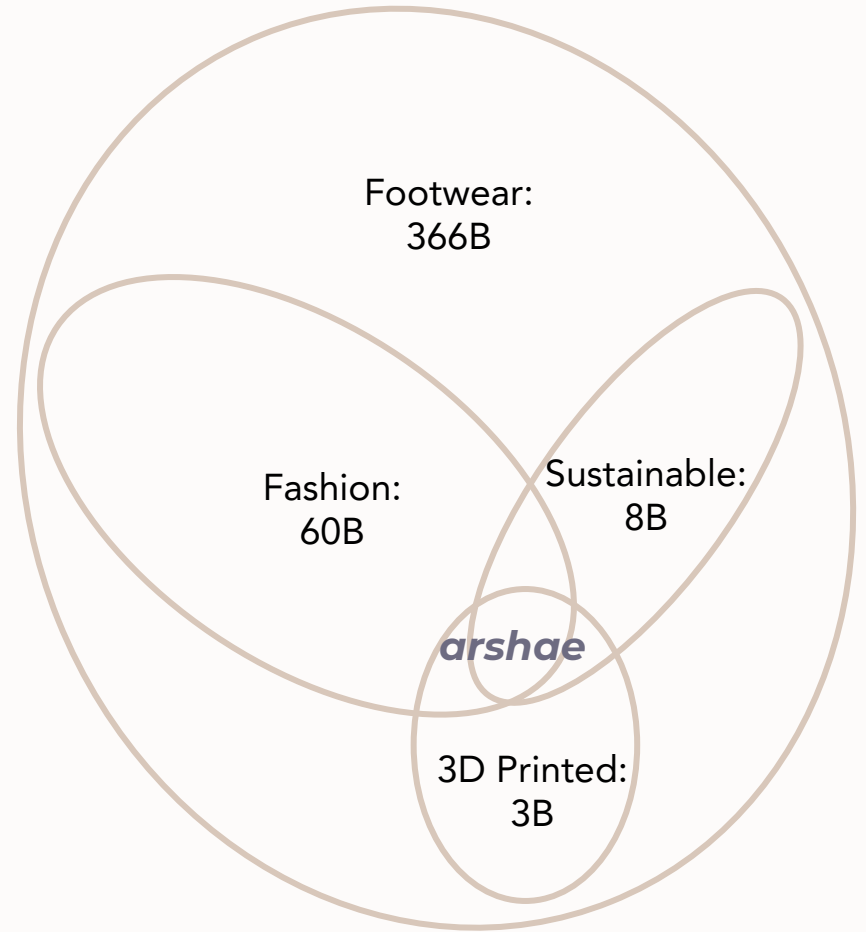 Footwear:
366B
Fashion:
60B
Sustainable:
8B
arshae
3D Printed:
3B